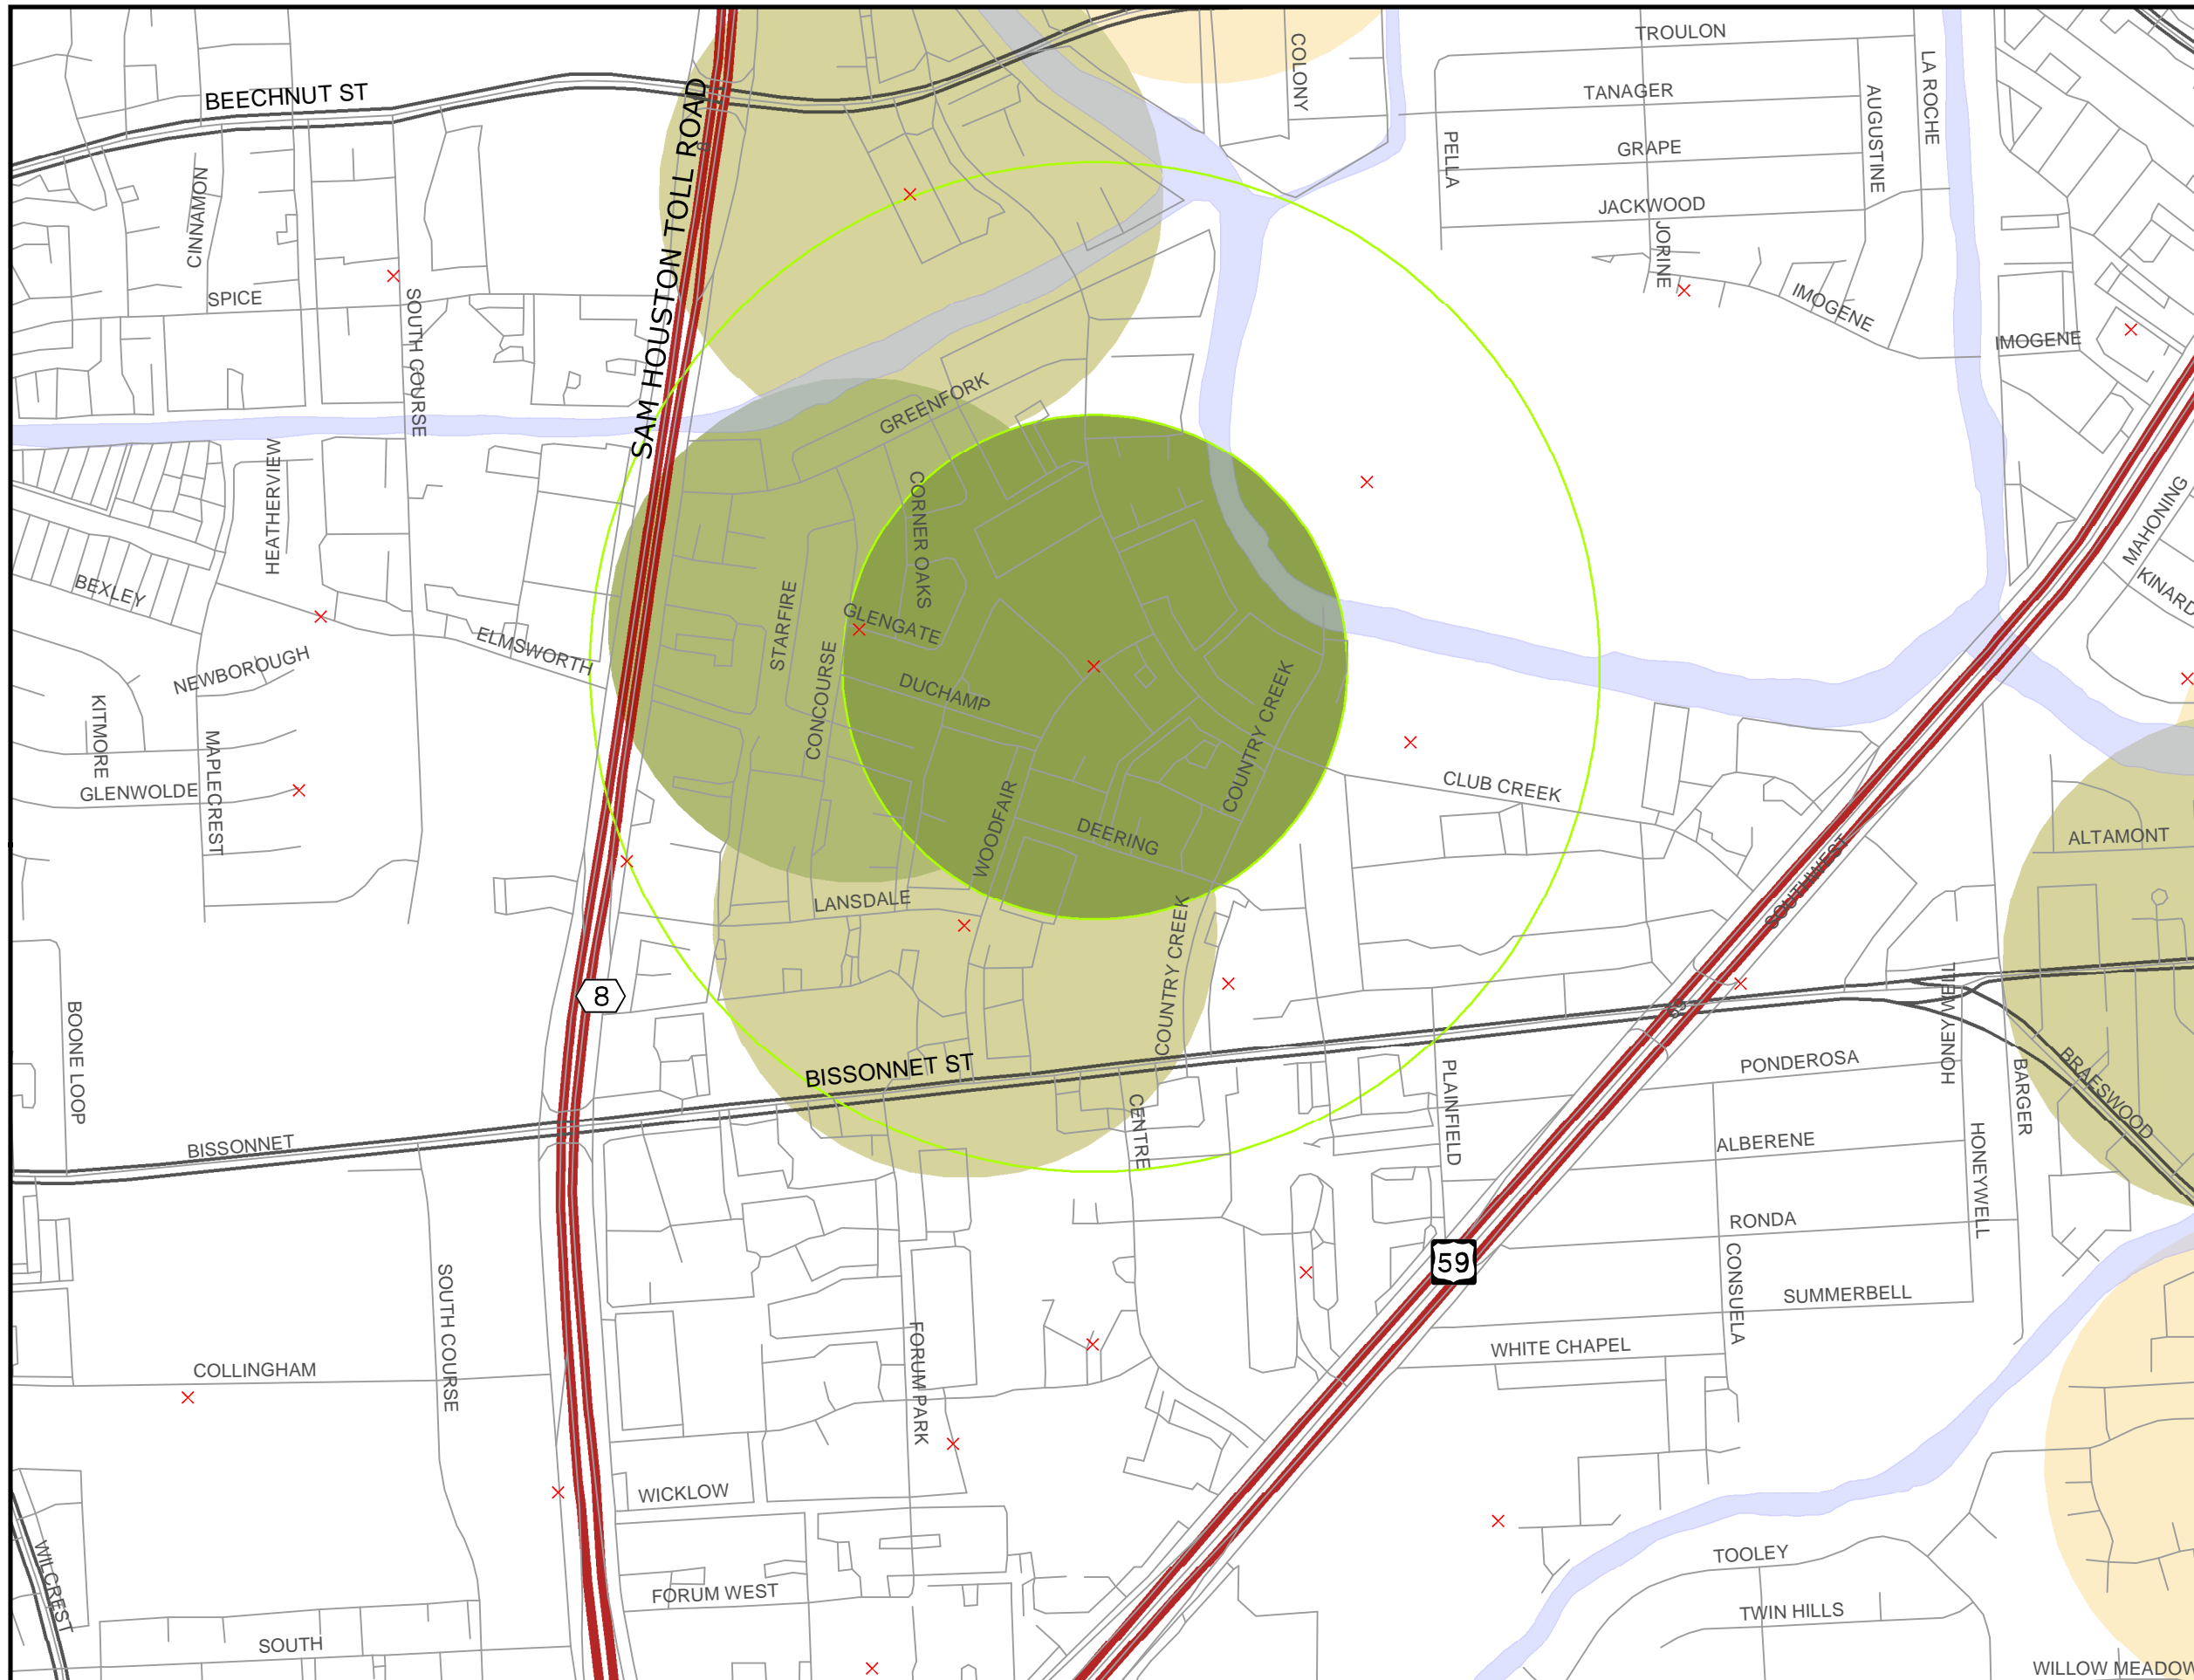 TROULON
COLONY
LA ROCHE
BEECHNUT ST
TANAGER
AUGUSTINE
SAM HOUSTON TOLL ROAD
8
PELLA
GRAPE
CINNAMON
JACKWOOD
JORINE
SPICE
SOUTH COURSE
IMOGENE
IMOGENE
GREENFORK
HEATHERVIEW
CORNER OAKS
MAHONING
KINARD
BEXLEY
STARFIRE
GLENGATE
ELMSWORTH
NEWBOROUGH
CONCOURSE
DUCHAMP
COUNTRY CREEK
KITMORE
MAPLECREST
GLENWOLDE
CLUB CREEK
WOODFAIR
DEERING
ALTAMONT
SOUTHWEST
LANSDALE
COUNTRY CREEK
8
59
HONEYWELL
BOONE LOOP
BISSONNET ST
PONDEROSA
BARGER
BRAESWOOD
PLAINFIELD
CENTRE
BISSONNET
ALBERENE
HONEYWELL
RONDA
59
CONSUELA
SOUTH COURSE
SUMMERBELL
FORUM PARK
WHITE CHAPEL
COLLINGHAM
WICKLOW
WILCREST
TOOLEY
FORUM WEST
TWIN HILLS
SOUTH
WILLOW MEADOW